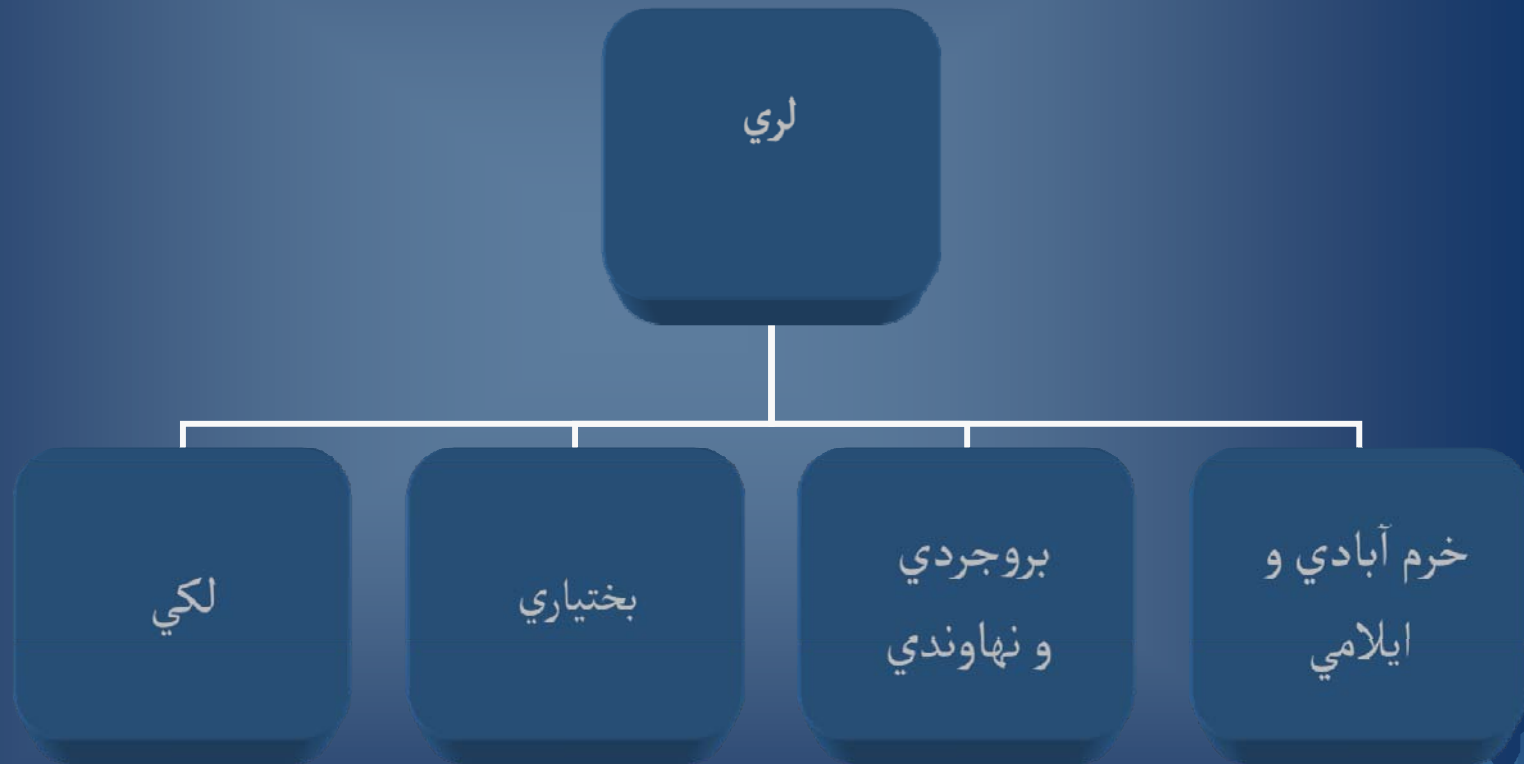 لري
خرم آبادي و
ايلامي
بروجردي
و نهاوندي
بختياري
لكي